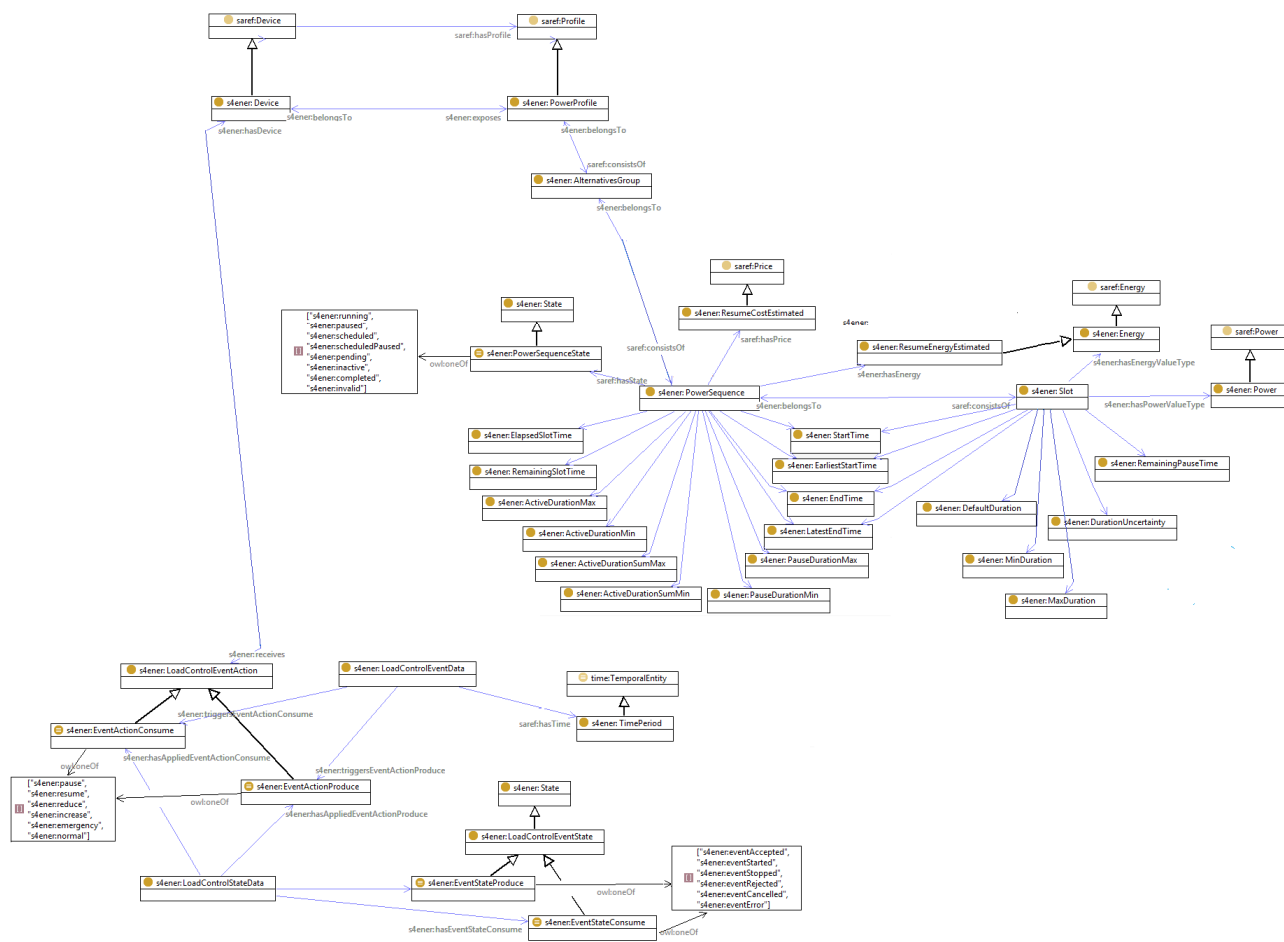 saref:Device
saref:Profile
saref:hasProfile
s4ener:Device
s4ener:PowerProfile
s4ener:belongsTo
s4ener:exposes
s4ener:hasDevice
s4ener:belongsTo
saref:consistsOf
s4ener:AlternativesGroup
s4ener:belongsTo
saref:Price
saref:Energy
s4ener:State
s4ener:ResumeCostEstimated
["s4ener:running",
"s4ener:paused",
"s4ener:scheduled",
"s4ener:scheduledPaused",
"s4ener:pending",
"s4ener:inactive",
"s4ener:completed",
"s4ener:invalid"]
s4ener:
s4ener:Energy
saref:Power
saref:hasPrice
saref:consistsOf
s4ener:ResumeEnergyEstimated
s4ener:PowerSequenceState
owl:oneOf
s4ener:hasEnergyValueType
saref:hasState
s4ener:hasEnergy
s4ener:PowerSequence
s4ener:Slot
s4ener:Power
s4ener:belongsTo
saref:consistsOf
s4ener:hasPowerValueType
s4ener:ElapsedSlotTime
s4ener:StartTime
s4ener:RemainingSlotTime
s4ener:EarliestStartTime
s4ener:RemainingPauseTime
s4ener:ActiveDurationMax
s4ener:EndTime
s4ener:DefaultDuration
s4ener:DurationUncertainty
s4ener:ActiveDurationMin
s4ener:LatestEndTime
s4ener:ActiveDurationSumMax
s4ener:PauseDurationMax
s4ener:MinDuration
s4ener:ActiveDurationSumMin
s4ener:PauseDurationMin
s4ener:MaxDuration
s4ener:receives
s4ener:LoadControlEventAction
s4ener:LoadControlEventData
time:TemporalEntity
s4ener:triggersEventActionConsume
saref:hasTime
s4ener:TimePeriod
s4ener:EventActionConsume
s4ener:hasAppliedEventActionConsume
owl:oneOf
s4ener:triggersEventActionProduce
["s4ener:pause",
"s4ener:resume",
"s4ener:reduce",
"s4ener:increase",
"s4ener:emergency",
"s4ener:normal"]
s4ener:EventActionProduce
owl:oneOf
s4ener:hasAppliedEventActionProduce
s4ener:State
s4ener:LoadControlEventState
["s4ener:eventAccepted",
"s4ener:eventStarted",
"s4ener:eventStopped",
"s4ener:eventRejected",
"s4ener:eventCancelled",
"s4ener:eventError"]
s4ener:LoadControlStateData
s4ener:EventStateProduce
owl:oneOf
s4ener:hasEventStateConsume
s4ener:EventStateConsume
owl:oneOf